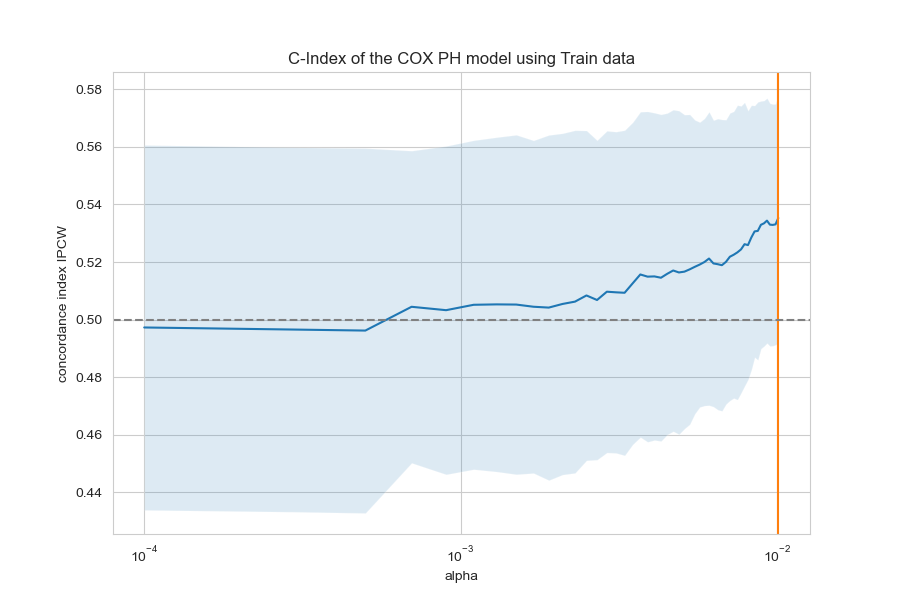 C-Index of the COX PH model using Train data
concordance index IPCW
0.58
0.56
0.54
0.52
0.50
0.48
0.46
0.44
10⁻⁴ 10⁻³ 10⁻²
alpha